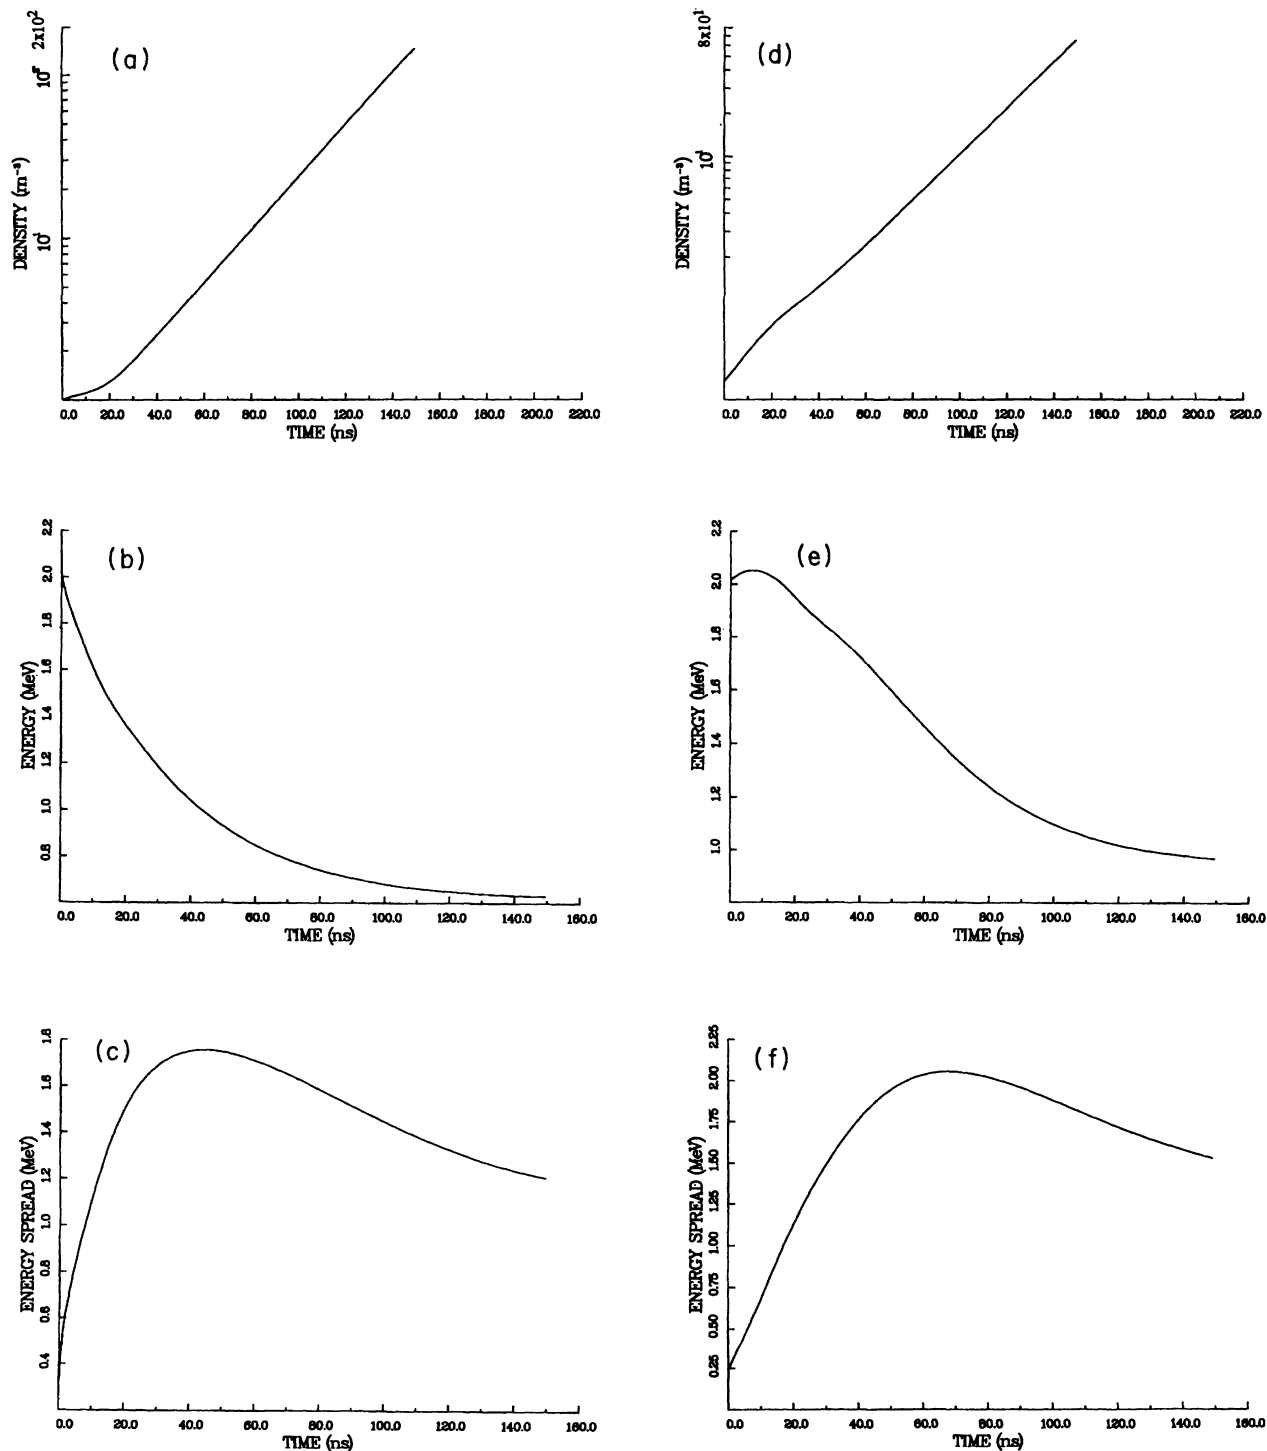 (a)
2x10²
10²
10¹
DENSITY (m⁻³)
0.0 20.0 40.0 60.0 80.0 100.0 120.0 140.0 160.0 180.0 200.0 220.0
TIME (ns)
(d)
8x10¹
10¹
DENSITY (m⁻³)
0.0 20.0 40.0 60.0 80.0 100.0 120.0 140.0 160.0 180.0 200.0 220.0
TIME (ns)
(b)
2.2
2.0
1.8
1.6
1.4
1.2
1.0
0.8
ENERGY (MeV)
0.0 20.0 40.0 60.0 80.0 100.0 120.0 140.0 160.0
TIME (ns)
(e)
2.2
2.0
1.8
1.6
1.4
1.2
1.0
ENERGY (MeV)
0.0 20.0 40.0 60.0 80.0 100.0 120.0 140.0 160.0
TIME (ns)
(c)
1.8
1.6
1.4
1.2
1.0
0.8
0.6
0.4
ENERGY SPREAD (MeV)
0.0 20.0 40.0 60.0 80.0 100.0 120.0 140.0 160.0
TIME (ns)
(f)
2.25
2.00
1.75
1.50
1.25
1.00
0.75
0.50
0.25
ENERGY SPREAD (MeV)
0.0 20.0 40.0 60.0 80.0 100.0 120.0 140.0 160.0
TIME (ns)